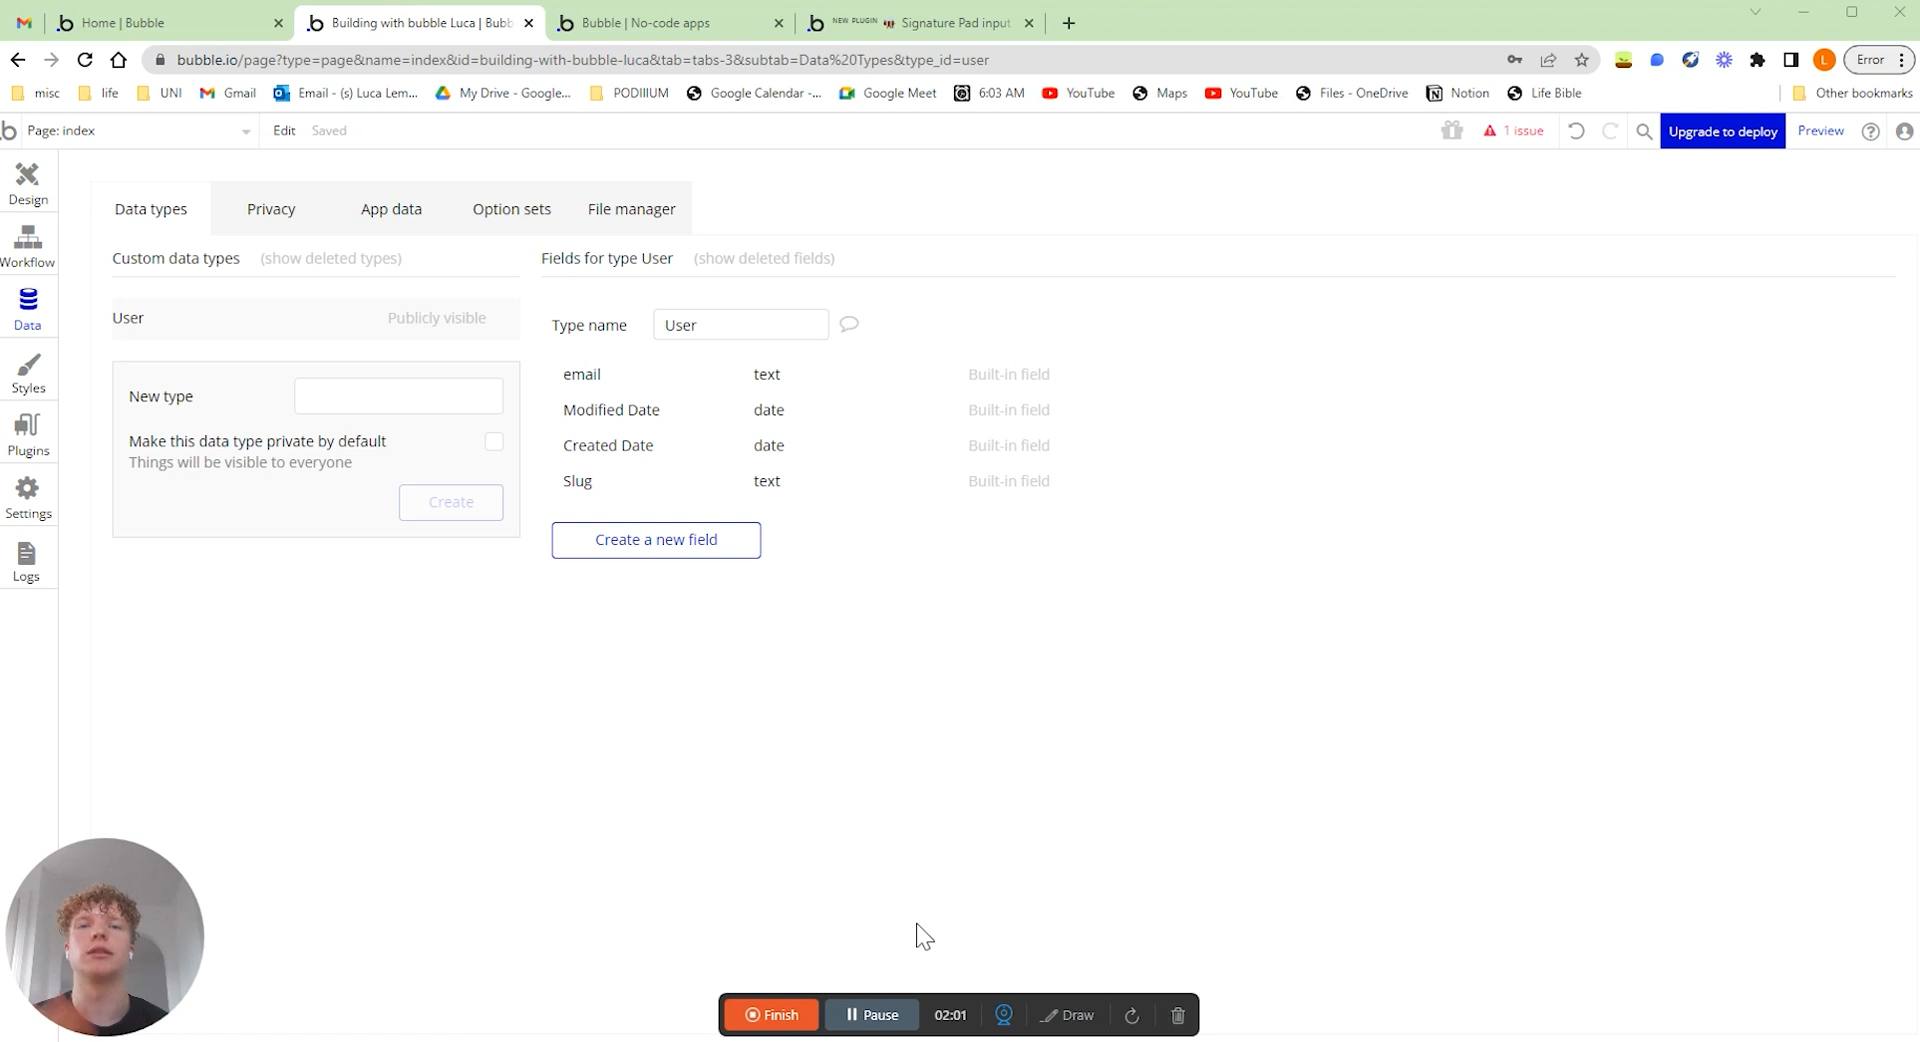 Home | Bubble
Building with bubble Luca | Bubb
Bubble | No-code apps
NEW PLUGIN Signature Pad input
bubble.io/page?type=page&name=index&id=building-with-bubble-luca&tab=tabs-3&subtab=Data%20Types&type_id=user
L
Error
misc
life
UNI
Gmail
Email - (s) Luca Lem...
My Drive - Google...
PODIIIUM
Google Calendar -...
Google Meet
6:03 AM
YouTube
Maps
YouTube
Files - OneDrive
Notion
Life Bible
Other bookmarks
Page: index
Edit
Saved
1 issue
Upgrade to deploy
Preview
Design
Workflow
Data
Styles
Plugins
Settings
Logs
Data types
Privacy
App data
Option sets
File manager
Custom data types (show deleted types)
User Publicly visible
New type
Make this data type private by default
Things will be visible to everyone
Create
Fields for type User (show deleted fields)
Type name User
email text Built-in field
Modified Date date Built-in field
Created Date date Built-in field
Slug text Built-in field
Create a new field
Finish
Pause
02:01
Draw